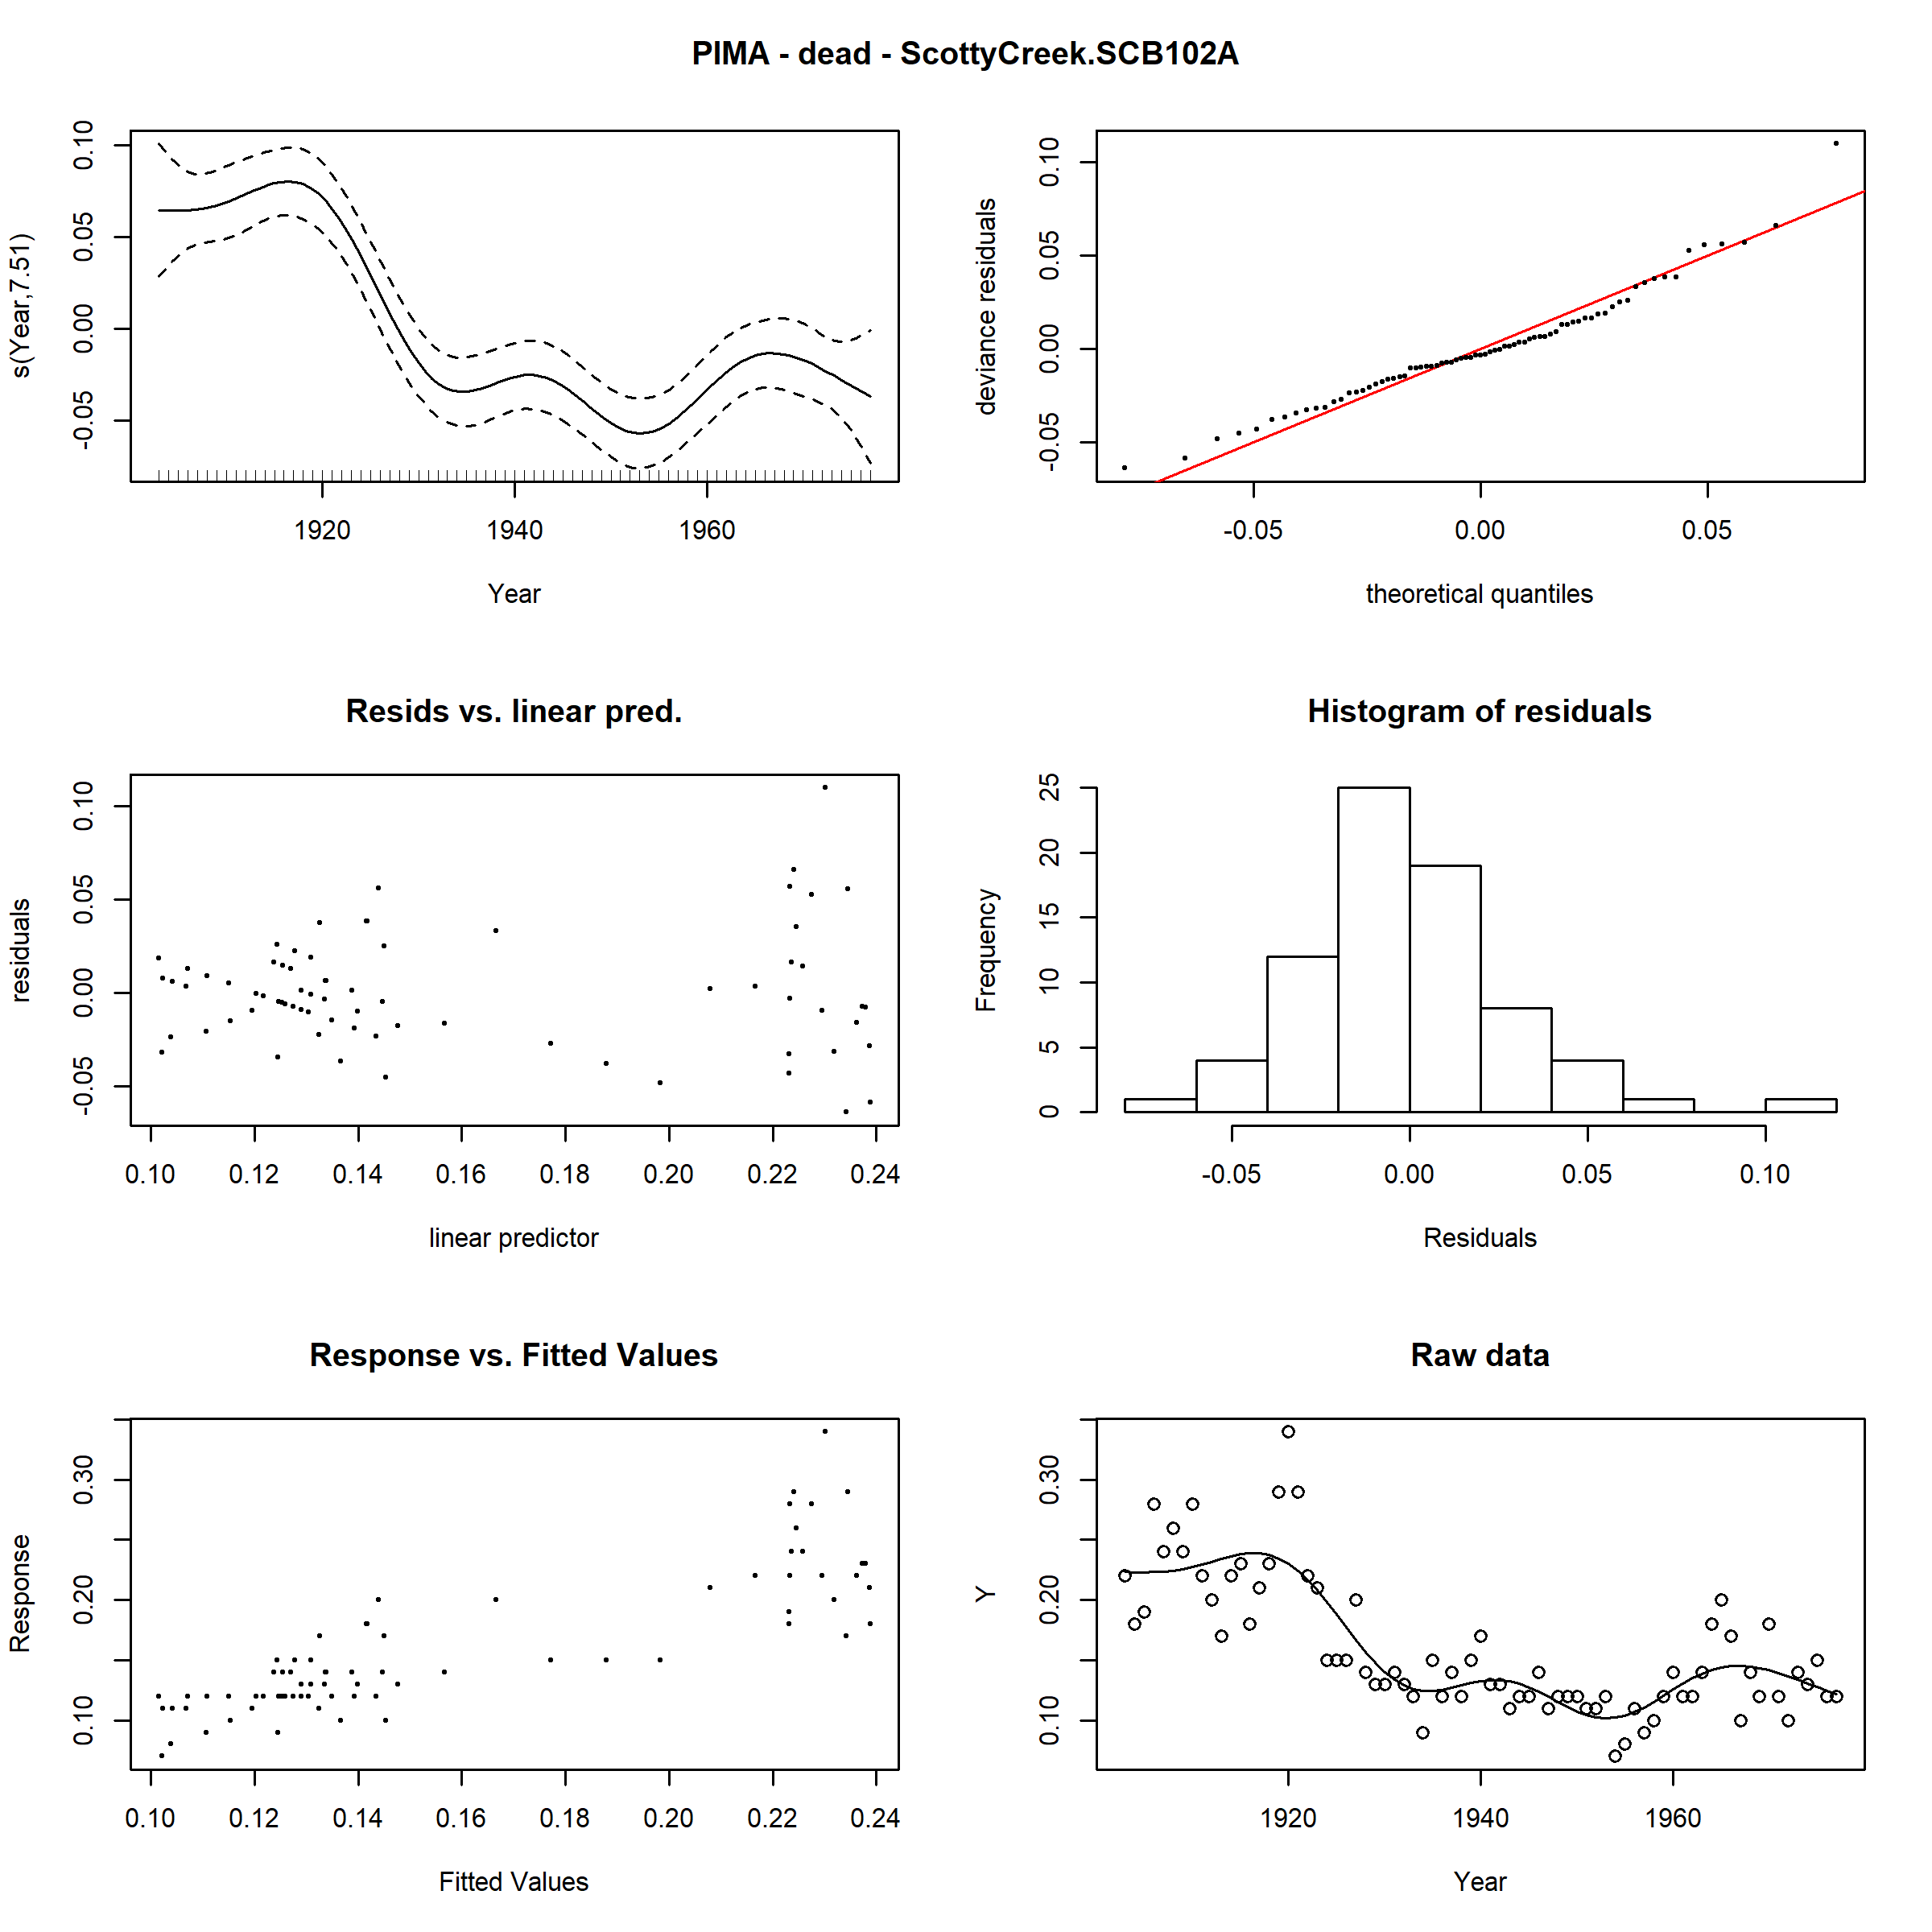 PIMA - dead - ScottyCreek.SCB102A
s(Year,7.51)
-0.05 0.00 0.05 0.10
1920 1940 1960
Year
deviance residuals
-0.05 0.00 0.05 0.10
-0.05 0.00 0.05
theoretical quantiles
Resids vs. linear pred.
residuals
-0.05 0.00 0.05 0.10
0.10 0.12 0.14 0.16 0.18 0.20 0.22 0.24
linear predictor
Histogram of residuals
Frequency
0 5 10 15 20 25
-0.05 0.00 0.05 0.10
Residuals
Response vs. Fitted Values
Response
0.10 0.20 0.30
0.10 0.12 0.14 0.16 0.18 0.20 0.22 0.24
Fitted Values
Raw data
Y
0.10 0.20 0.30
1920 1940 1960
Year